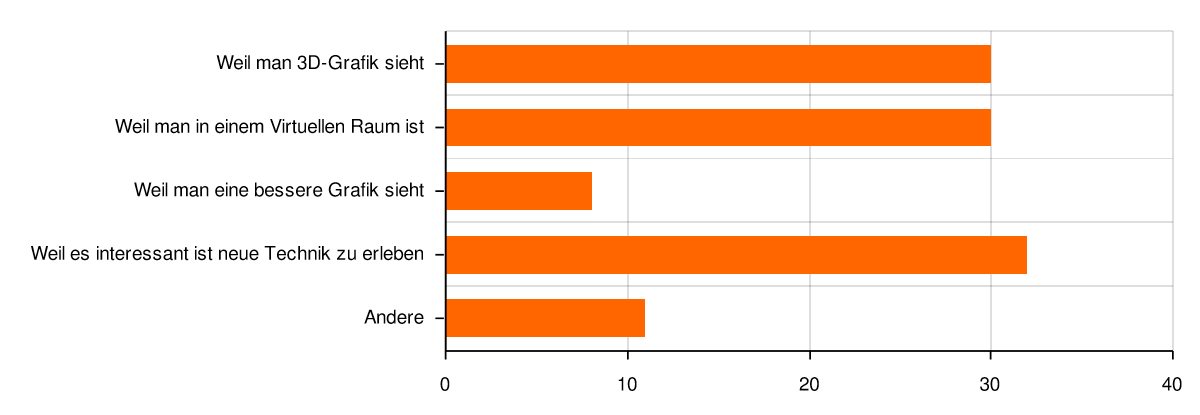 Weil man 3D-Grafik sieht
Weil man in einem Virtuellen Raum ist
Weil man eine bessere Grafik sieht
Weil es interessant ist neue Technik zu erleben
Andere
0 10 20 30 40